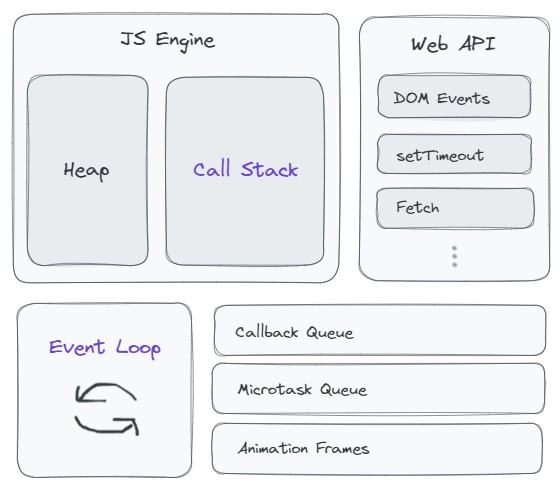 JS Engine
Heap
Call Stack
Web API
DOM Events
setTimeout
Fetch
Event Loop
Callback Queue
Microtask Queue
Animation Frames